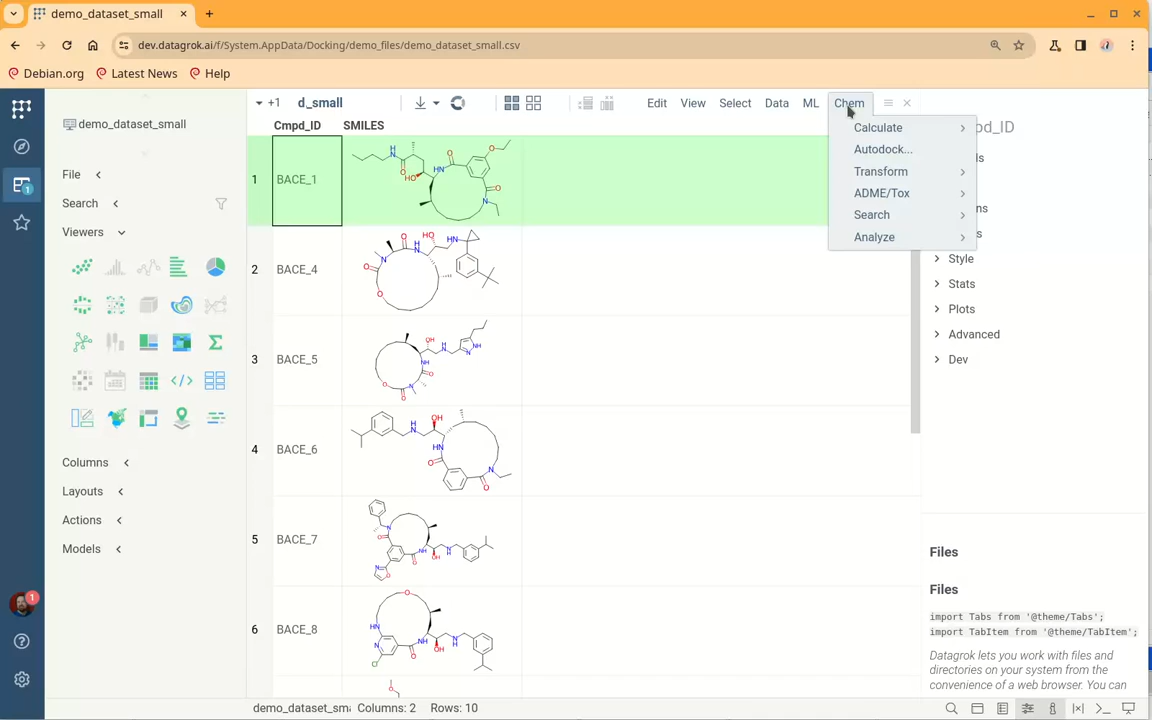 demo_dataset_small
dev.datagrok.ai/f/System.AppData/Docking/demo_files/demo_dataset_small.csv
Debian.org
Latest News
Help
demo_dataset_small
File
Search
Viewers
Columns
Layouts
Actions
Models
+1
d_small
Edit
View
Select
Data
ML
Chem
Calculate
Autodock...
Transform
ADME/Tox
Search
Analyze
Cmpd_ID SMILES
1 BACE_1
2 BACE_4
3 BACE_5
4 BACE_6
5 BACE_7
6 BACE_8
Style
Stats
Plots
Advanced
Dev
Files
Files
import Tabs from '@theme/Tabs';
import TabItem from '@theme/TabItem';
Datagrok lets you work with files and
directories on your system from the
convenience of a web browser. You can
1
1
demo_dataset_sma Columns: 2 Rows: 10